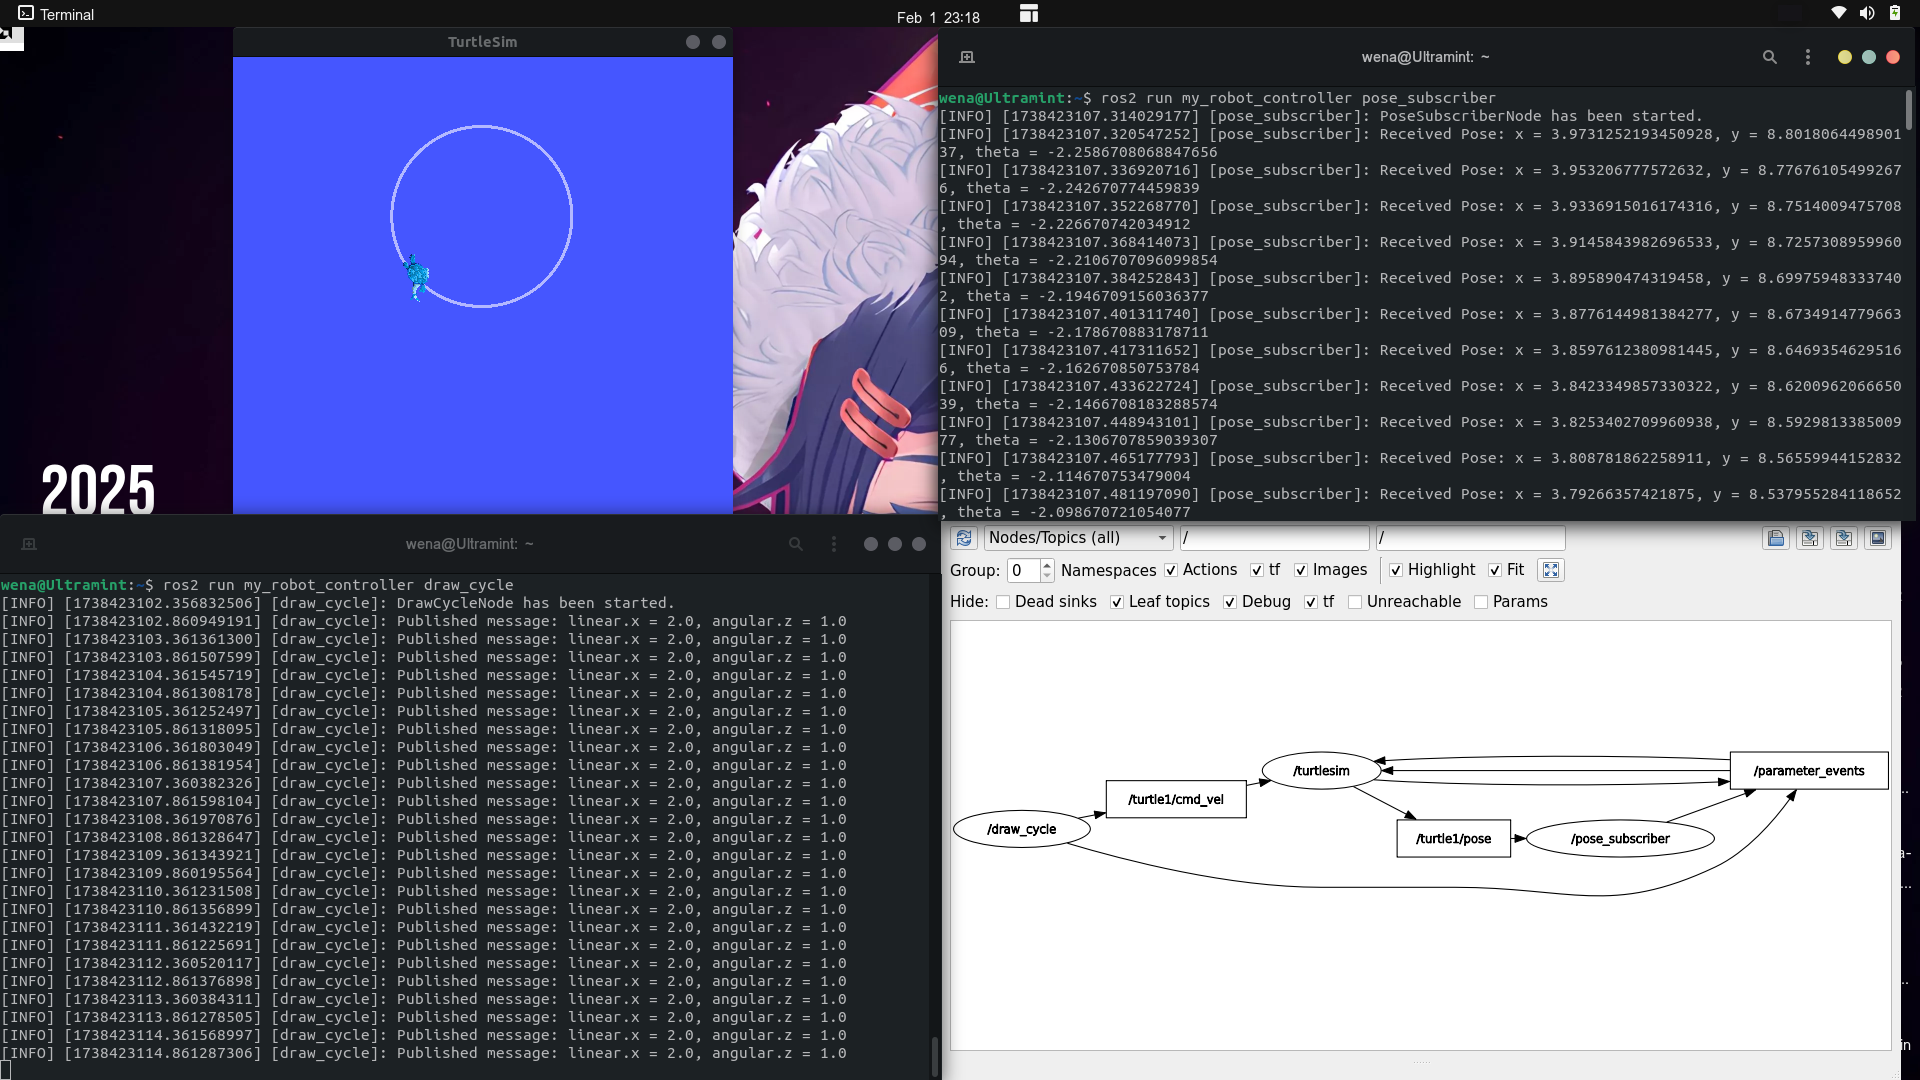 Terminal
Feb 1 23:18
TurtleSim
2025
wena@Ultramint: ~
wena@Ultramint:~$ ros2 run my_robot_controller pose_subscriber
[INFO] [1738423107.314029177] [pose_subscriber]: PoseSubscriberNode has been started.
[INFO] [1738423107.320547252] [pose_subscriber]: Received Pose: x = 3.9731252193450928, y = 8.8018064498901
37, theta = -2.2586708068847656
[INFO] [1738423107.336920716] [pose_subscriber]: Received Pose: x = 3.953206777572632, y = 8.77676105499267
6, theta = -2.242670774459839
[INFO] [1738423107.352268770] [pose_subscriber]: Received Pose: x = 3.9336915016174316, y = 8.7514009475708
, theta = -2.226670742034912
[INFO] [1738423107.368414073] [pose_subscriber]: Received Pose: x = 3.9145843982696533, y = 8.7257308959960
94, theta = -2.2106707096099854
[INFO] [1738423107.384252843] [pose_subscriber]: Received Pose: x = 3.895890474319458, y = 8.69975948333740
2, theta = -2.1946709156036377
[INFO] [1738423107.401311740] [pose_subscriber]: Received Pose: x = 3.8776144981384277, y = 8.6734914779663
09, theta = -2.178670883178711
[INFO] [1738423107.417311652] [pose_subscriber]: Received Pose: x = 3.8597612380981445, y = 8.6469354629516
6, theta = -2.162670850753784
[INFO] [1738423107.433622724] [pose_subscriber]: Received Pose: x = 3.8423349857330322, y = 8.6200962066650
39, theta = -2.1466708183288574
[INFO] [1738423107.448943101] [pose_subscriber]: Received Pose: x = 3.8253402709960938, y = 8.5929813385009
77, theta = -2.1306707859039307
[INFO] [1738423107.465177793] [pose_subscriber]: Received Pose: x = 3.808781862258911, y = 8.56559944152832
, theta = -2.114670753479004
[INFO] [1738423107.481197090] [pose_subscriber]: Received Pose: x = 3.79266357421875, y = 8.537955284118652
, theta = -2.098670721054077
wena@Ultramint: ~
wena@Ultramint:~$ ros2 run my_robot_controller draw_cycle
[INFO] [1738423102.356832506] [draw_cycle]: DrawCycleNode has been started.
[INFO] [1738423102.860949191] [draw_cycle]: Published message: linear.x = 2.0, angular.z = 1.0
[INFO] [1738423103.361361300] [draw_cycle]: Published message: linear.x = 2.0, angular.z = 1.0
[INFO] [1738423103.861507599] [draw_cycle]: Published message: linear.x = 2.0, angular.z = 1.0
[INFO] [1738423104.361545719] [draw_cycle]: Published message: linear.x = 2.0, angular.z = 1.0
[INFO] [1738423104.861308178] [draw_cycle]: Published message: linear.x = 2.0, angular.z = 1.0
[INFO] [1738423105.361252497] [draw_cycle]: Published message: linear.x = 2.0, angular.z = 1.0
[INFO] [1738423105.861318095] [draw_cycle]: Published message: linear.x = 2.0, angular.z = 1.0
[INFO] [1738423106.361803049] [draw_cycle]: Published message: linear.x = 2.0, angular.z = 1.0
[INFO] [1738423106.861381954] [draw_cycle]: Published message: linear.x = 2.0, angular.z = 1.0
[INFO] [1738423107.360382326] [draw_cycle]: Published message: linear.x = 2.0, angular.z = 1.0
[INFO] [1738423107.861598104] [draw_cycle]: Published message: linear.x = 2.0, angular.z = 1.0
[INFO] [1738423108.361970876] [draw_cycle]: Published message: linear.x = 2.0, angular.z = 1.0
[INFO] [1738423108.861328647] [draw_cycle]: Published message: linear.x = 2.0, angular.z = 1.0
[INFO] [1738423109.361343921] [draw_cycle]: Published message: linear.x = 2.0, angular.z = 1.0
[INFO] [1738423109.860195564] [draw_cycle]: Published message: linear.x = 2.0, angular.z = 1.0
[INFO] [1738423110.361231508] [draw_cycle]: Published message: linear.x = 2.0, angular.z = 1.0
[INFO] [1738423110.861356899] [draw_cycle]: Published message: linear.x = 2.0, angular.z = 1.0
[INFO] [1738423111.361432219] [draw_cycle]: Published message: linear.x = 2.0, angular.z = 1.0
[INFO] [1738423111.861225691] [draw_cycle]: Published message: linear.x = 2.0, angular.z = 1.0
[INFO] [1738423112.360520117] [draw_cycle]: Published message: linear.x = 2.0, angular.z = 1.0
[INFO] [1738423112.861376898] [draw_cycle]: Published message: linear.x = 2.0, angular.z = 1.0
[INFO] [1738423113.360384311] [draw_cycle]: Published message: linear.x = 2.0, angular.z = 1.0
[INFO] [1738423113.861278505] [draw_cycle]: Published message: linear.x = 2.0, angular.z = 1.0
[INFO] [1738423114.361568997] [draw_cycle]: Published message: linear.x = 2.0, angular.z = 1.0
[INFO] [1738423114.861287306] [draw_cycle]: Published message: linear.x = 2.0, angular.z = 1.0
Nodes/Topics (all) / /
Group: 0 Namespaces Actions tf Images Highlight Fit
Hide: Dead sinks Leaf topics Debug tf Unreachable Params
/turtlesim
/parameter_events
/turtle1/cmd_vel
/draw_cycle
/turtle1/pose
/pose_subscriber